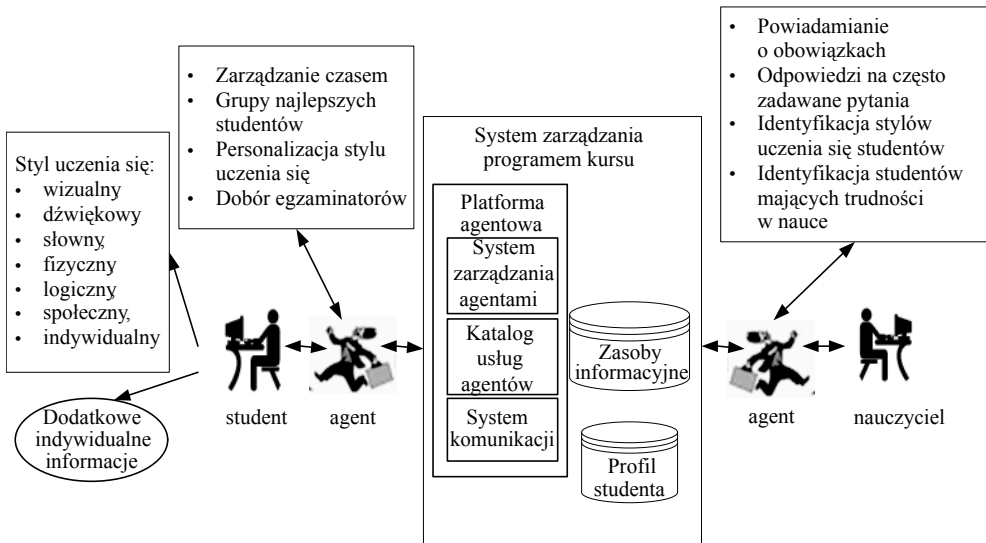 Styl uczenia się:
• wizualny
• dźwiękowy
• słowny,
• fizyczny
• logiczny,
• społeczny,
• indywidualny
Dodatkowe
indywidualne
informacje
• Zarządzanie czasem
• Grupy najlepszych
studentów
• Personalizacja stylu
uczenia się
• Dobór egzaminatorów
student
agent
System zarządzania
programem kursu
Platforma
agentowa
System
zarządzania
agentami
Katalog
usług
agentów
System
komunikacji
Zasoby
informacyjne
Profil
studenta
• Powiadamianie
o obowiązkach
• Odpowiedzi na często
zadawane pytania
• Identyfikacja stylów
uczenia się studentów
• Identyfikacja studentów
mających trudności
w nauce
agent
nauczyciel